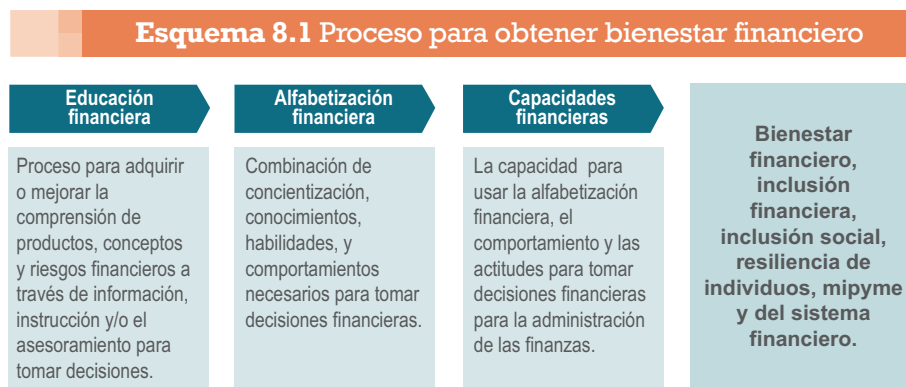 Esquema 8.1 Proceso para obtener bienestar financiero
Educación
financiera
Proceso para adquirir
o mejorar la
comprensión de
productos, conceptos
y riesgos financieros a
través de información,
instrucción y/o el
asesoramiento para
tomar decisiones.
Alfabetización
financiera
Combinación de
concientización,
conocimientos,
habilidades, y
comportamientos
necesarios para tomar
decisiones financieras.
Capacidades
financieras
La capacidad para
usar la alfabetización
financiera, el
comportamiento y las
actitudes para tomar
decisiones financieras
para la administración
de las finanzas.
Bienestar
financiero,
inclusión
financiera,
inclusión social,
resiliencia de
individuos, mipyme
y del sistema
financiero.